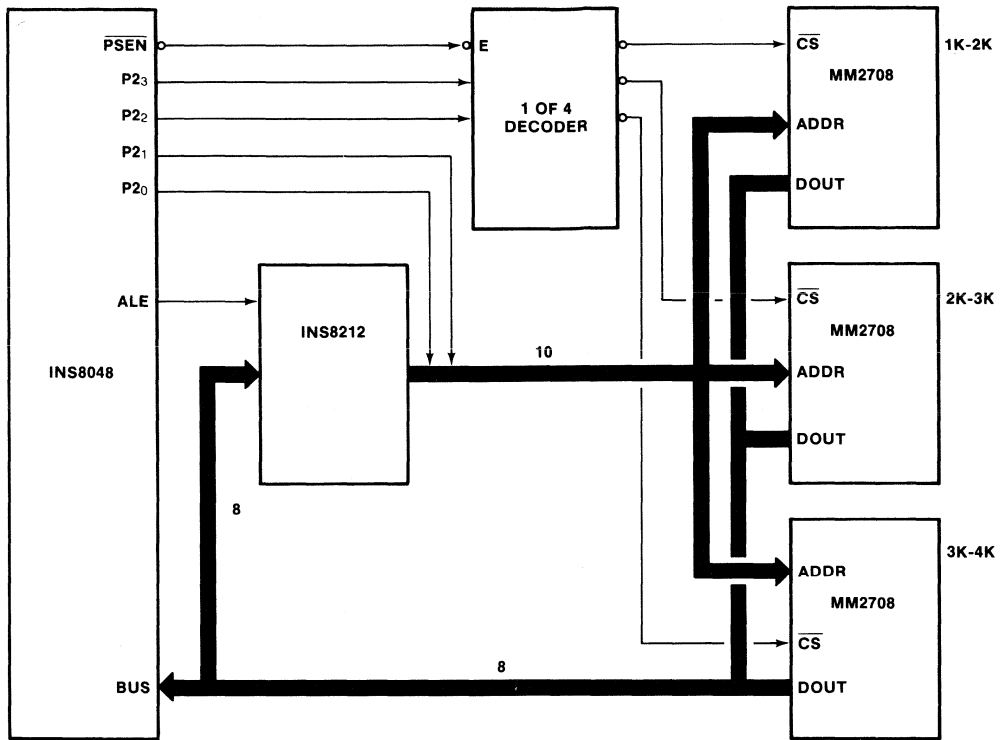 PSEN
P23
P22
P21
P20
ALE
INS8048
BUS
E
1 OF 4
DECODER
INS8212
8
10
8
CS
MM2708
ADDR
DOUT
1K-2K
CS
MM2708
ADDR
DOUT
2K-3K
ADDR
MM2708
CS
DOUT
3K-4K